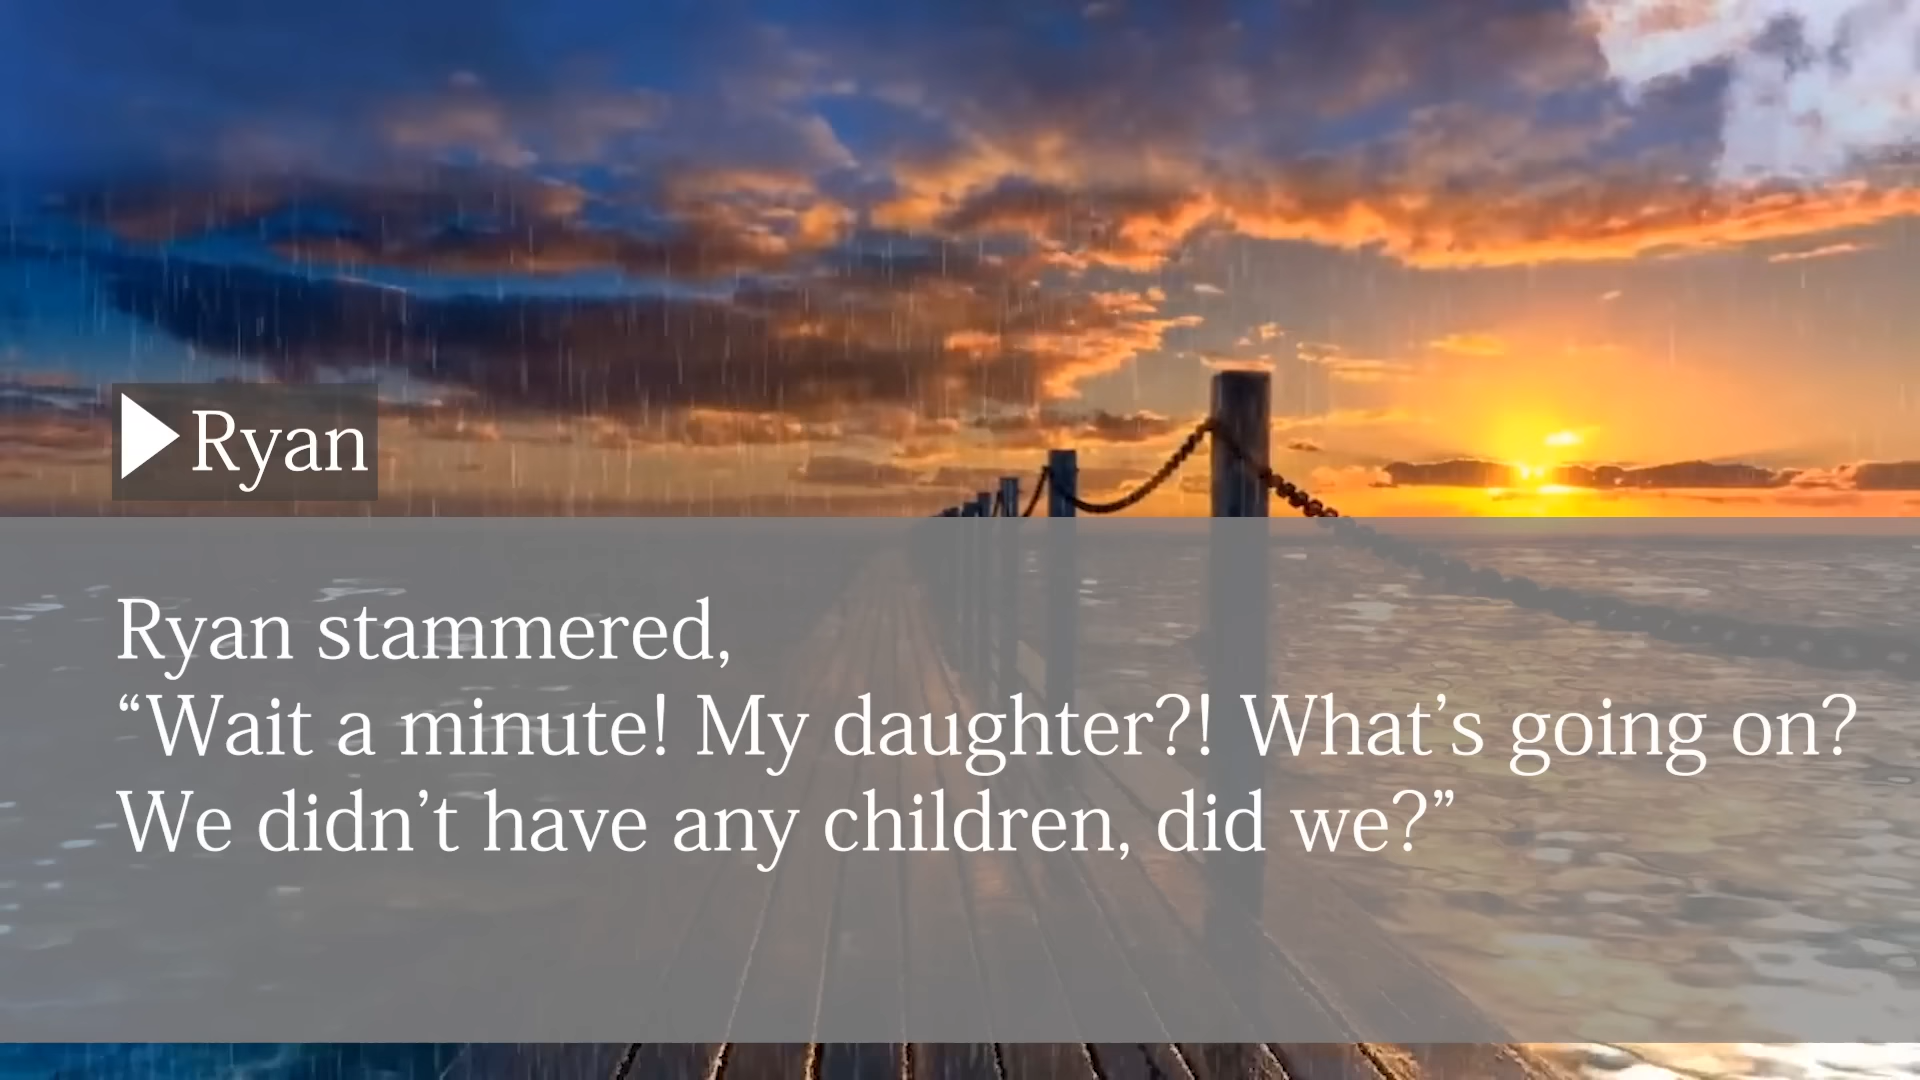 Ryan
Ryan stammered,
“Wait a minute! My daughter?! What’s going on?
We didn’t have any children, did we?”